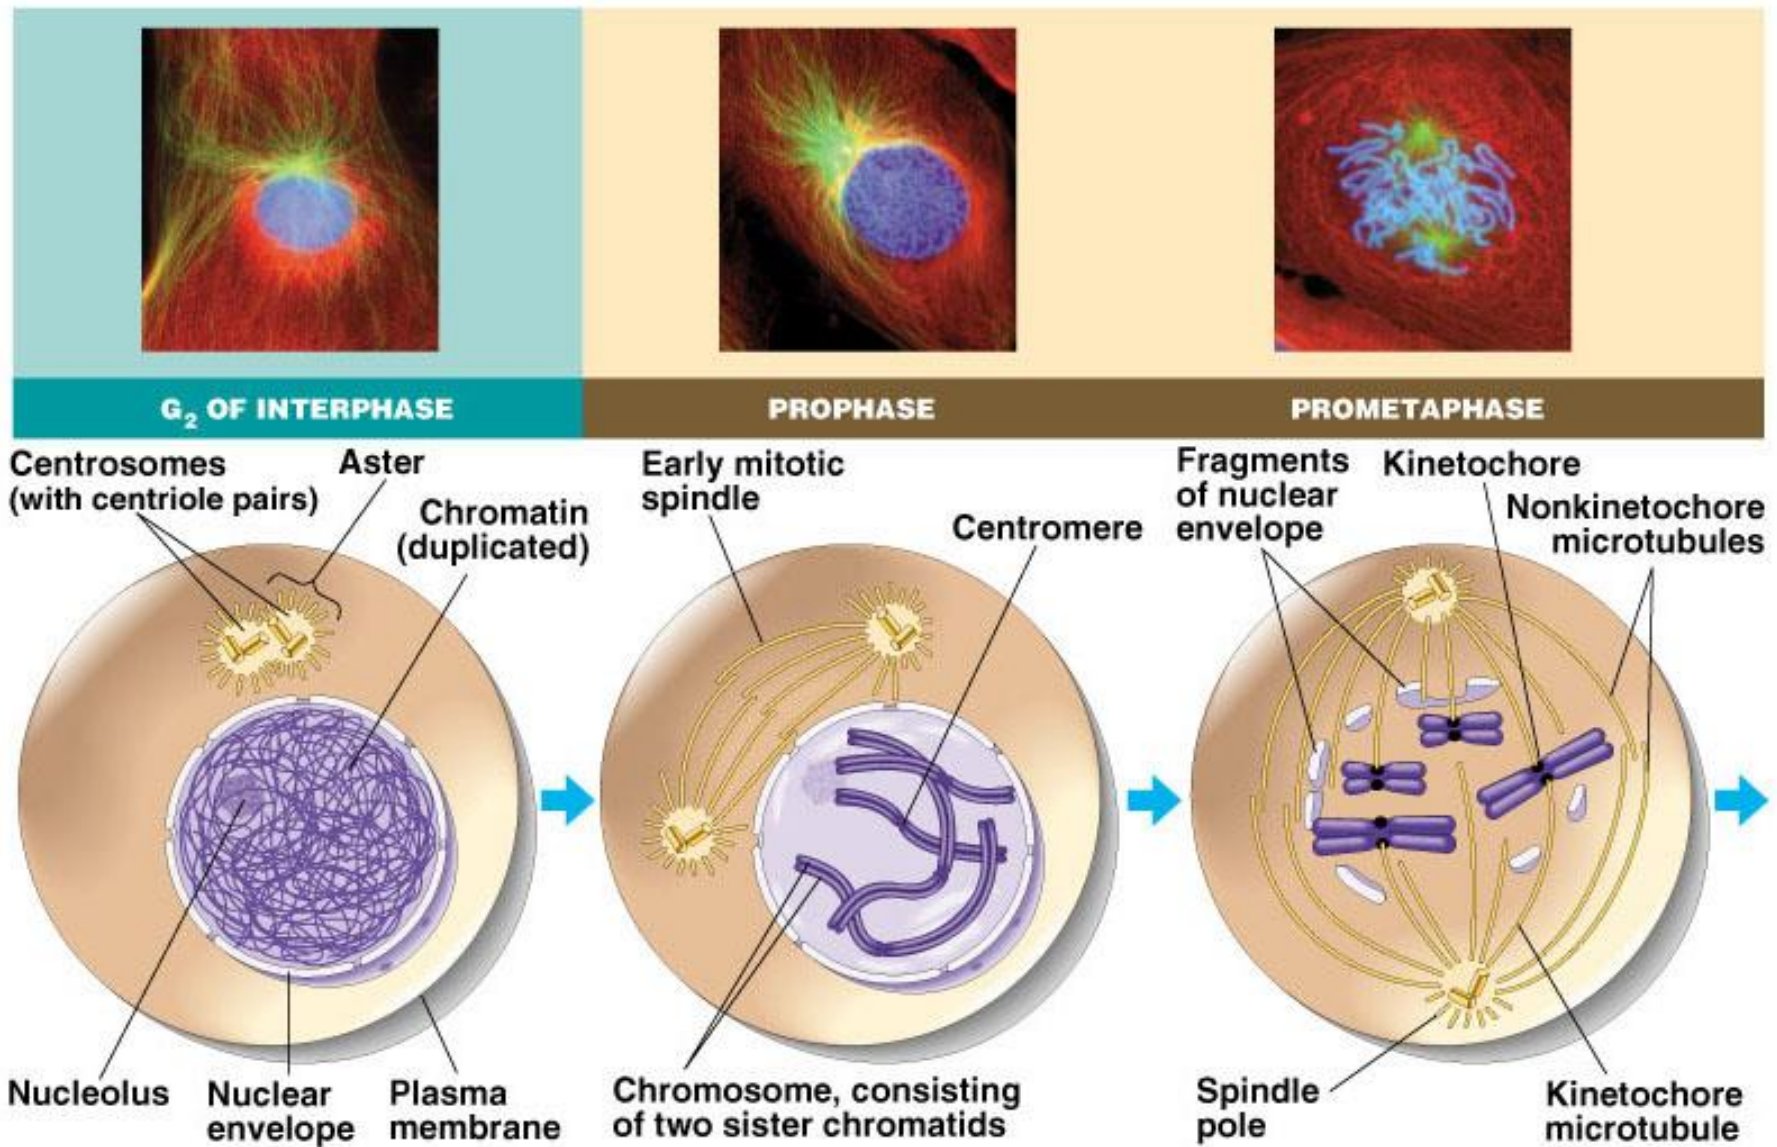 G₂ OF INTERPHASE
PROPHASE
PROMETAPHASE
Centrosomes
(with centriole pairs)
Aster
Chromatin
(duplicated)
Early mitotic
spindle
Centromere
Fragments
of nuclear
envelope
Kinetochore
Nonkinetochore
microtubules
Nucleolus
Nuclear
envelope
Plasma
membrane
Chromosome, consisting
of two sister chromatids
Spindle
pole
Kinetochore
microtubule